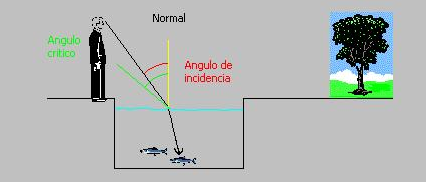 Normal
Angulo
crítico
Angulo de
incidencia